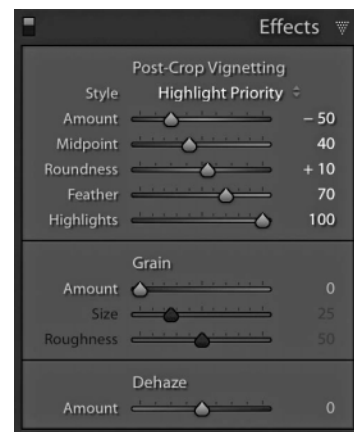 Effects
Post-Crop Vignetting
Style Highlight Priority
Amount − 50
Midpoint 40
Roundness + 10
Feather 70
Highlights 100
Grain
Amount 0
Size 25
Roughness 50
Dehaze
Amount 0